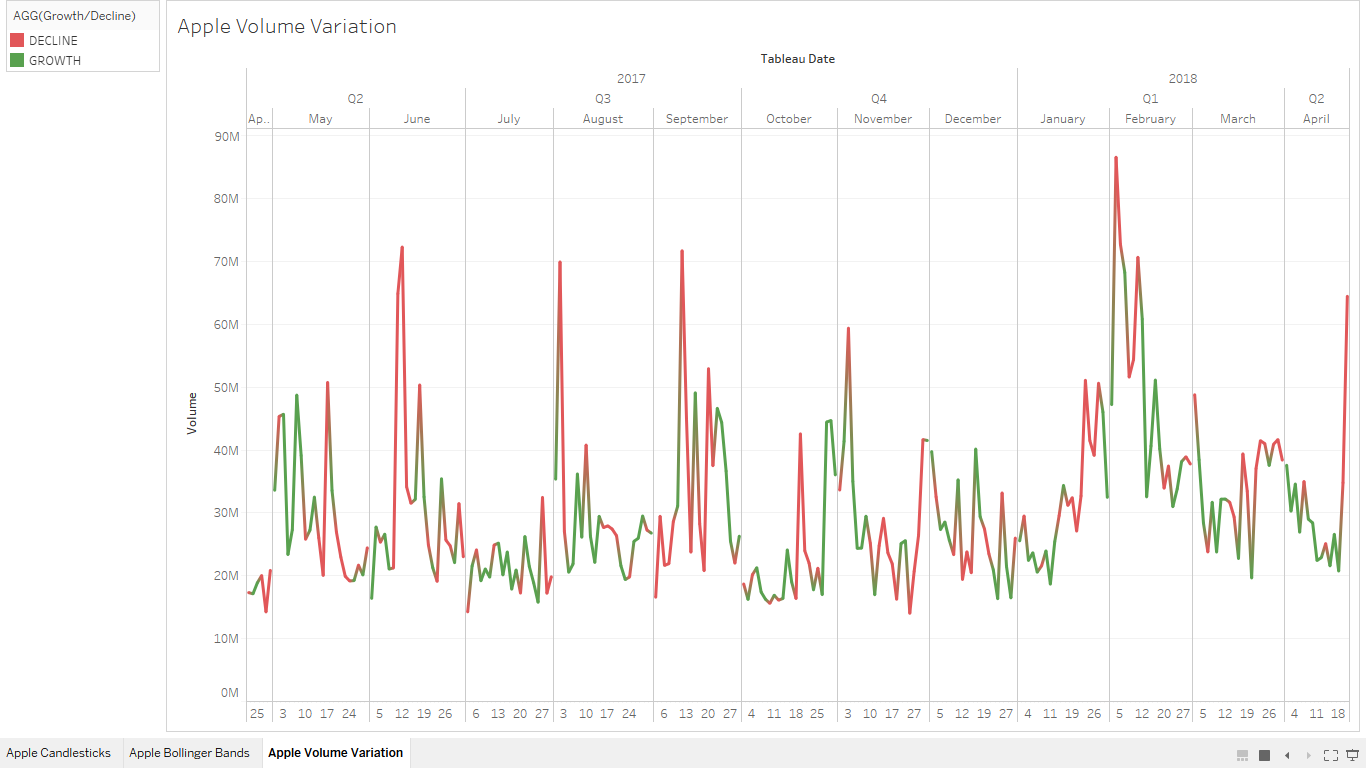 AGG(Growth/Decline)
DECLINE
GROWTH
Apple Volume Variation
Tableau Date
2017 2018
Q2 Q3 Q4 Q1 Q2
Ap.. May June July August September October November December January February March April
90M
80M
70M
60M
50M
40M
30M
20M
10M
0M
Volume
25 3 10 17 24 5 12 19 26 6 13 20 27 3 10 17 24 6 13 20 27 4 11 18 25 3 10 17 27 5 12 19 27 4 11 19 26 5 12 20 27 5 12 19 26 4 11 18
Apple Candlesticks Apple Bollinger Bands Apple Volume Variation